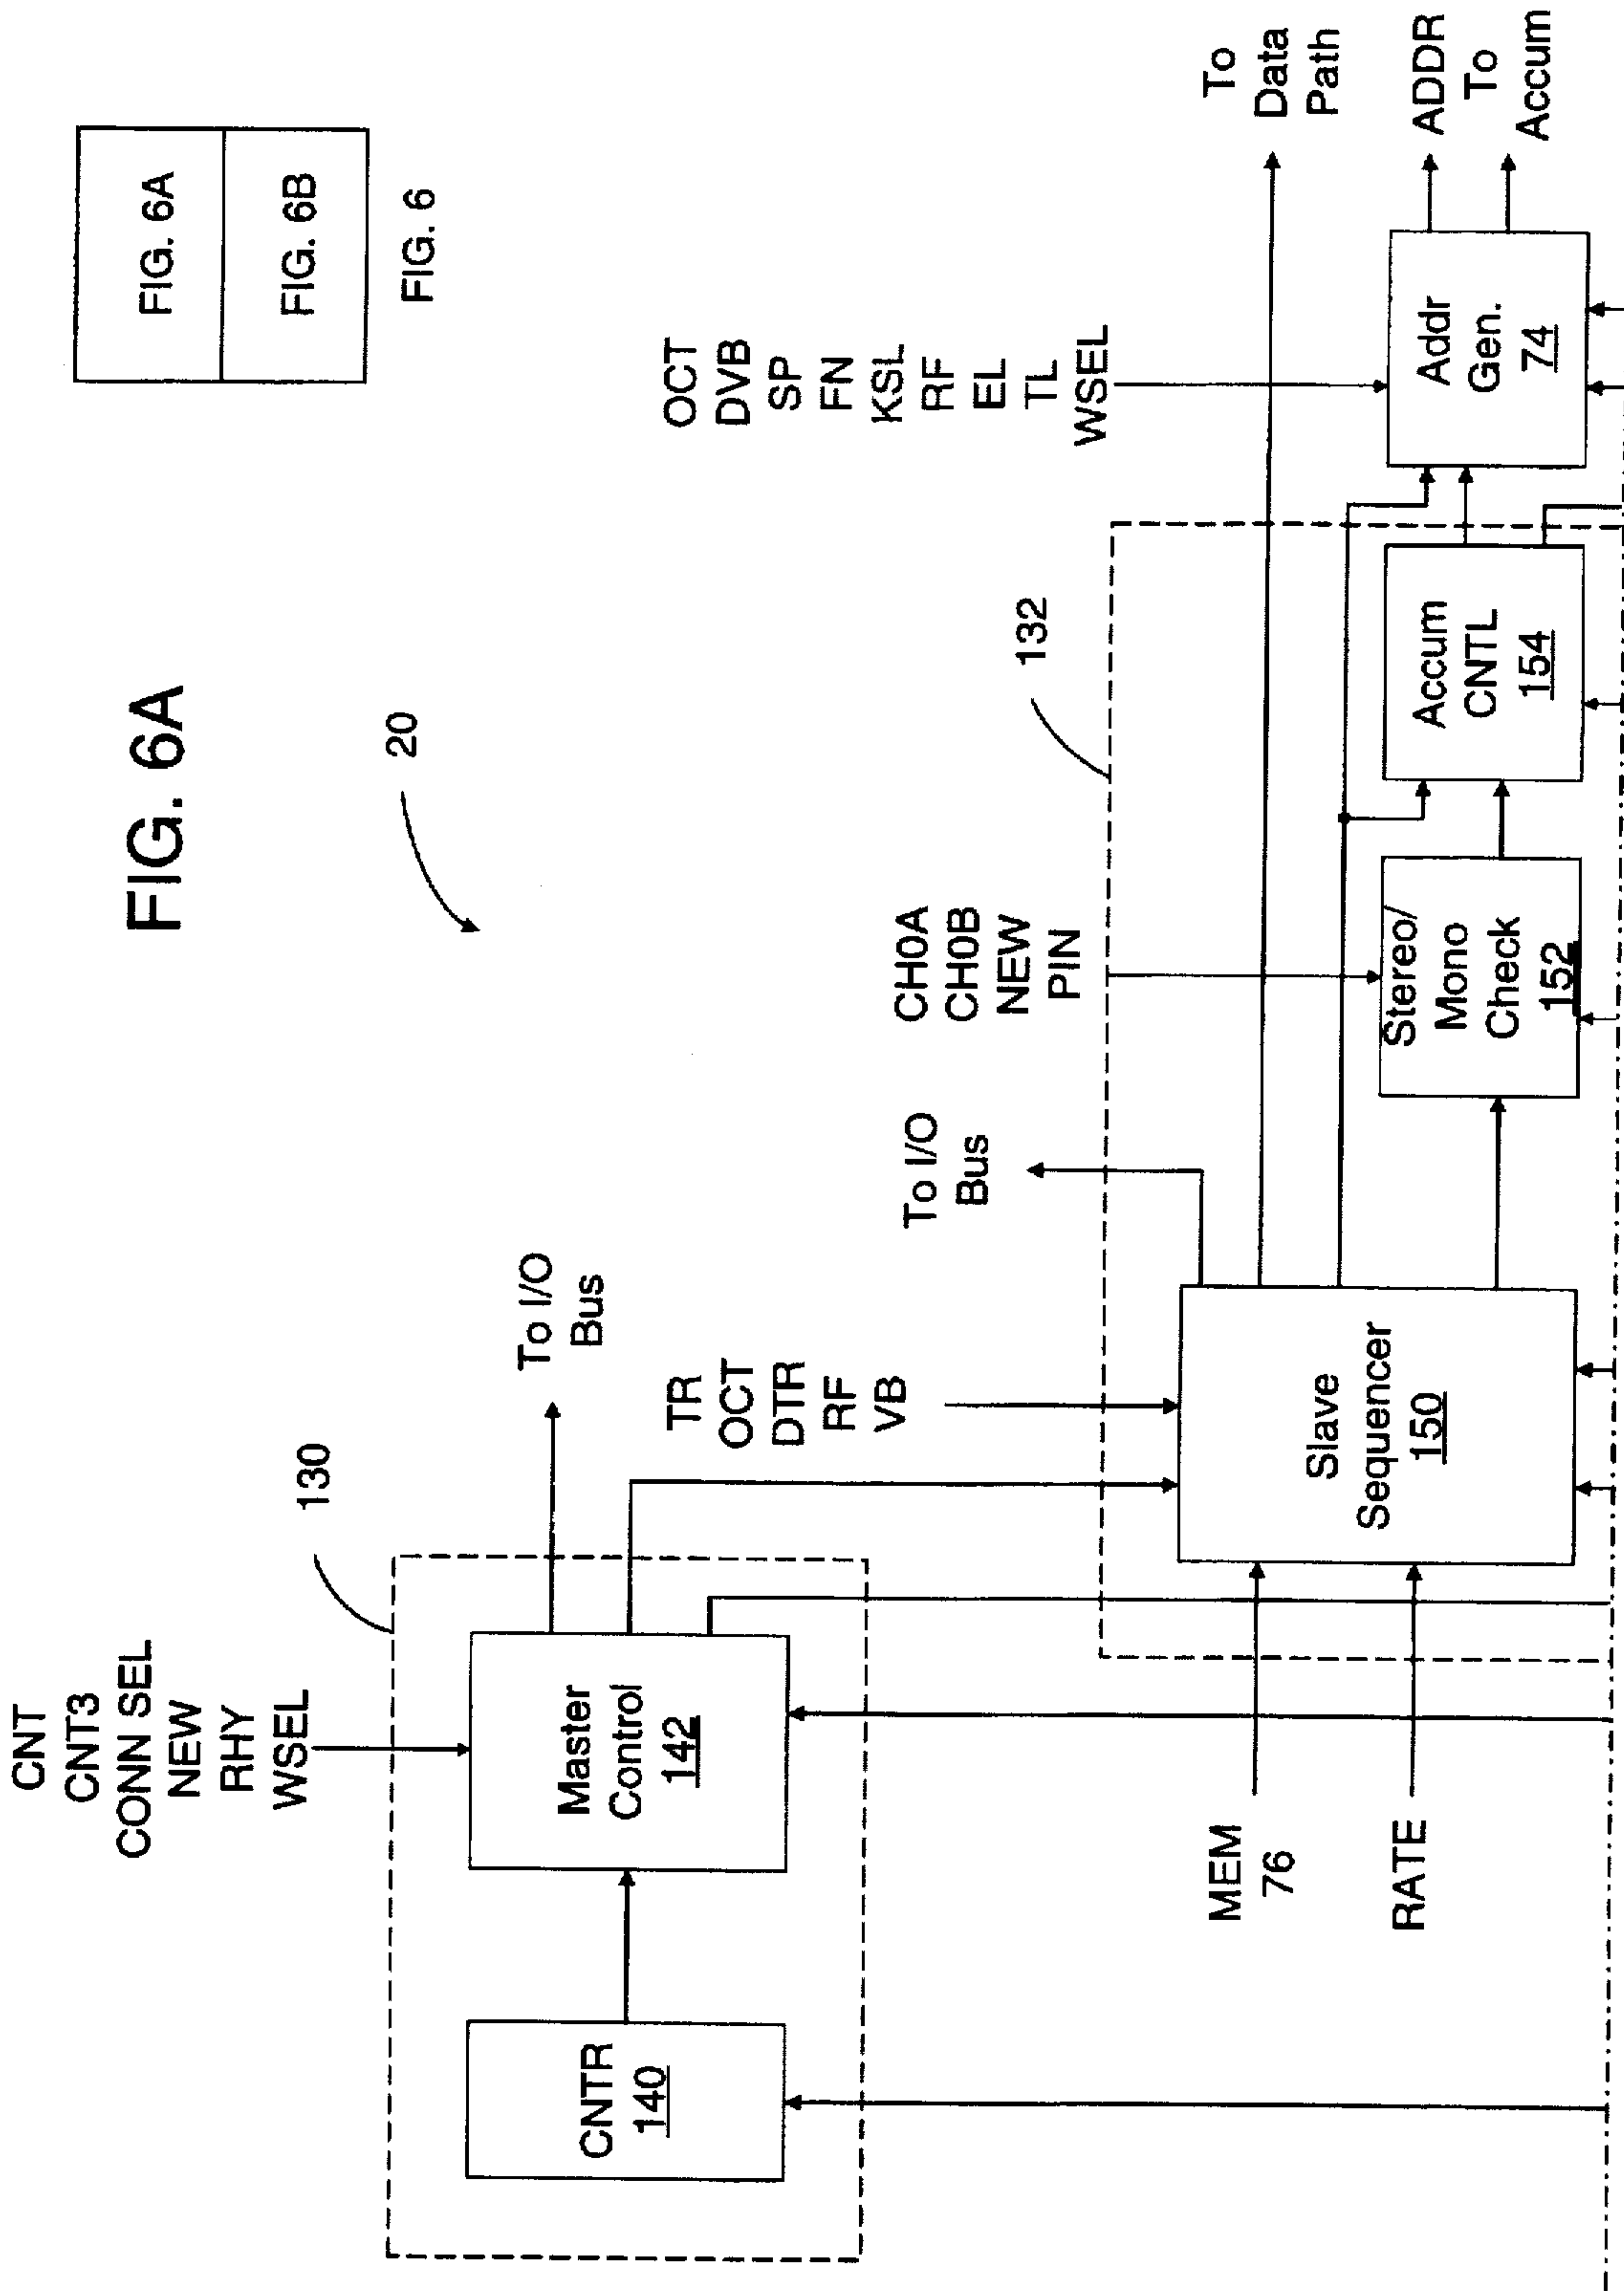 FIG. 6A
FIG. 6A
FIG. 6B
FIG. 6
20
CNT
CNT3
CONN SEL
NEW
RHY
WSEL
130
To I/O
Bus
CNTR
140
Master
Control
142
TR
OCT
DTR
RF
VB
To I/O
Bus
CH0A
CH0B
NEW
PIN
132
OCT
DVB
SP
FN
KSL
RF
EL
TL
WSEL
To
Data
Path
MEM
76
RATE
Slave
Sequencer
150
Stereo/
Mono
Check
152
Accum
CNTL
154
Addr
Gen.
74
ADDR
To
Accum